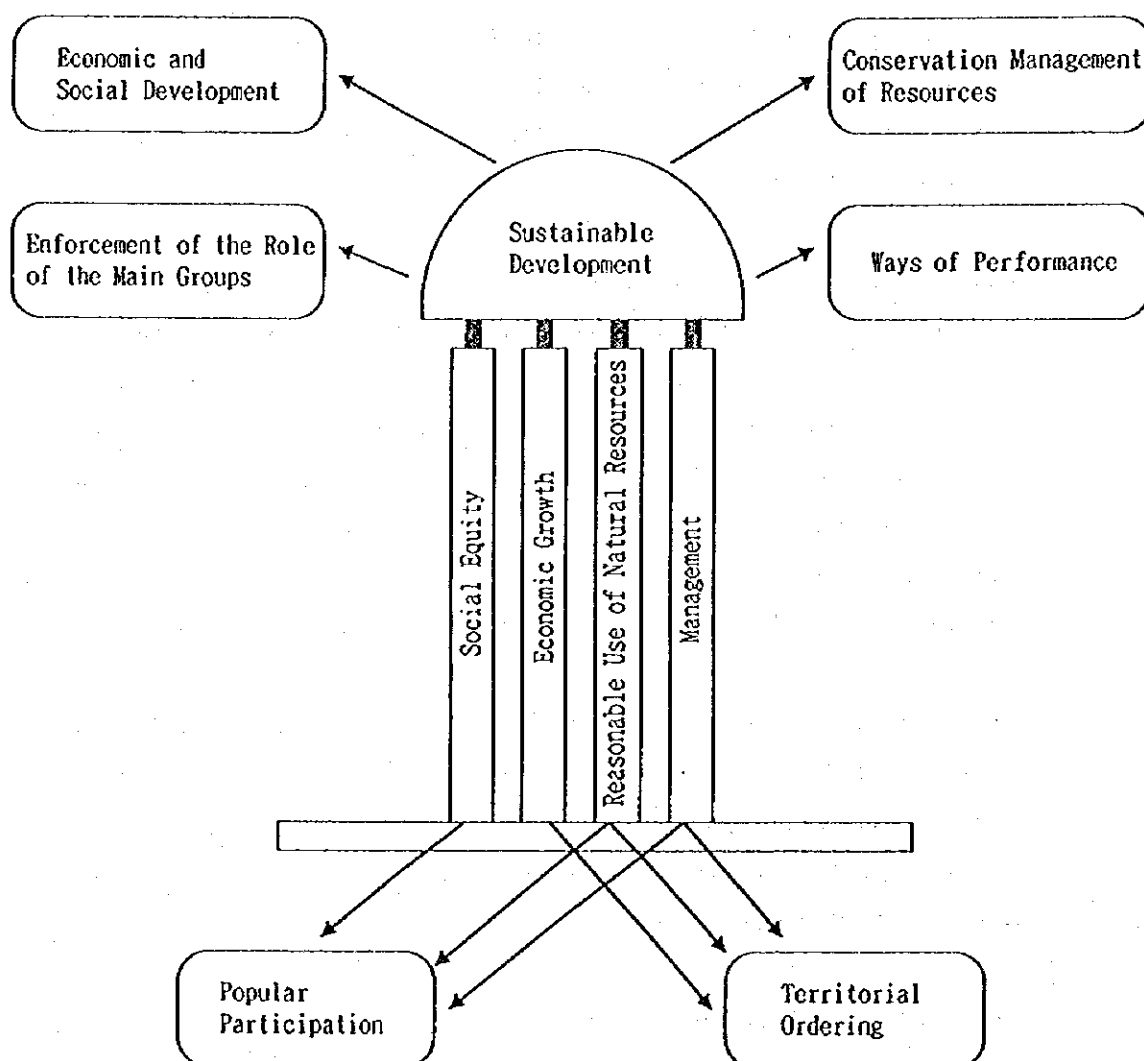 Economic and
Social Development
Conservation Management
of Resources
Enforcement of the Role
of the Main Groups
Sustainable
Development
Ways of Performance
Social Equity
Economic Growth
Reasonable Use of Natural Resources
Management
Popular
Participation
Territorial
Ordering